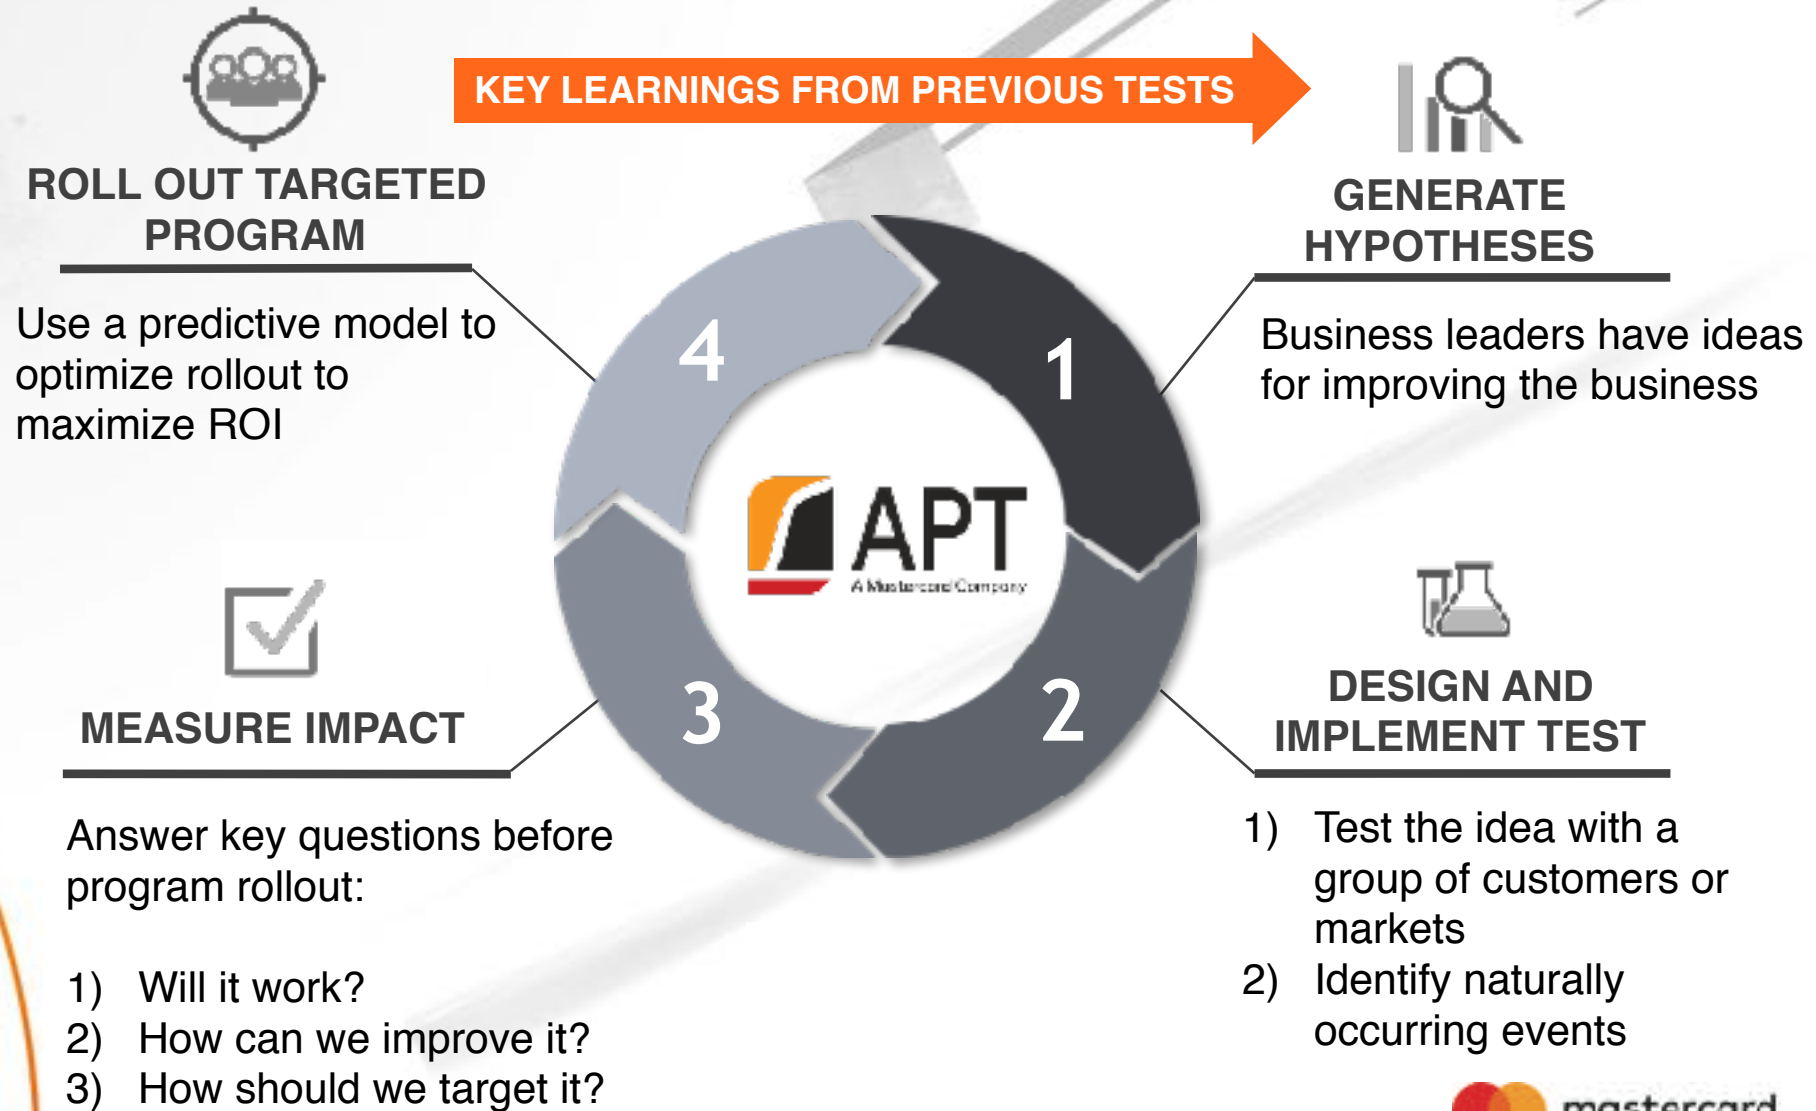 KEY LEARNINGS FROM PREVIOUS TESTS
ROLL OUT TARGETED
PROGRAM
Use a predictive model to
optimize rollout to
maximize ROI
GENERATE
HYPOTHESES
Business leaders have ideas
for improving the business
4
1
APT
A Mastercard Company
3
2
MEASURE IMPACT
Answer key questions before
program rollout:
1) Will it work?
2) How can we improve it?
3) How should we target it?
DESIGN AND
IMPLEMENT TEST
1) Test the idea with a
group of customers or
markets
2) Identify naturally
occurring events
mastercard